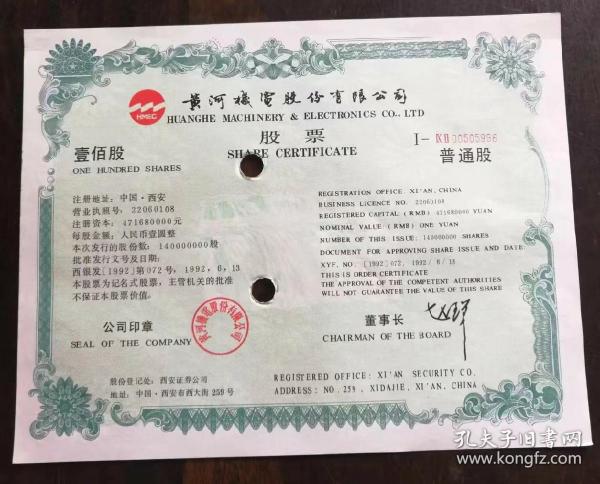 HMEC
黄河機電股份有限公司
HUANGHE MACHINERY & ELECTRONICS CO., LTD
股 票
SHARE CERTIFICATE
壹佰股
ONE HUNDRED SHARES
I-
00505986
普通股
注册地址：中国·西安
营业执照号：22060108
注册资本：471680000元
每股金额：人民币壹圆整
本次发行的股份数：140000000股
批准发行文号及日期：
西银发［1992］第072号，1992，6，13
本股票为记名式股票，主管机关的批准
不保证本股票价值。
REGISTRATION OFFICE: XI'AN, CHINA
BUSINESS LICENCE NO. 22060108
REGISTERED CAPITAL (RMB) 471680000 YUAN
NOMINAL VALUE (RMB) ONE YUAN
NUMBER OF THIS ISSUE: 140000000 SHARES
DOCUMENT FOR APPROVING SHARE ISSUE AND DATE
XYF. NO. [1992]072, 1992/6/13
THIS IS ORDER CERTIFICATE
THE APPROVAL OF THE COMPETENT AUTHORITIES
WILL NOT GUARANTEE THE VALUE OF THIS SHARE
公司印章
SEAL OF THE COMPANY
黄河機電股份有限公司
董事长
CHAIRMAN OF THE BOARD
股份登记处：西安证券公司
地址：中国·西安市西大街259号
REGISTERED OFFICE: XI'AN SECURITY CO.
ADDRESS: NO. 259, XIDAJIE, XI'AN, CHINA
孔夫子旧书网
www.kongfz.com